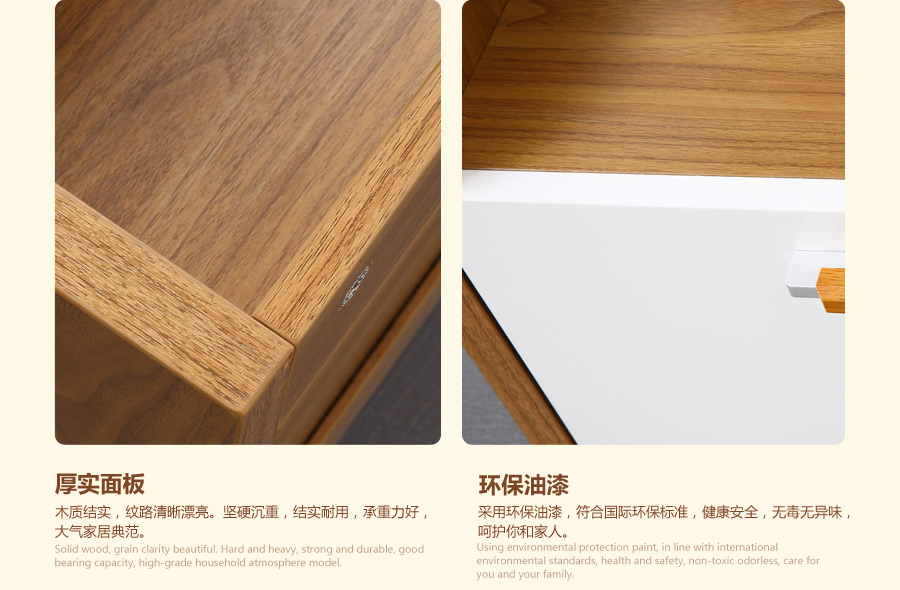 厚实面板
木质结实，纹路清晰漂亮。坚硬沉重，结实耐用，承重力好，
大气家居典范。
Solid wood, grain clarity beautiful. Hard and heavy, strong and durable, good
bearing capacity, high-grade household atmosphere model.
环保油漆
采用环保油漆，符合国际环保标准，健康安全，无毒无异味，
呵护你和家人。
Using environmental protection paint, in line with international
environmental standards, health and safety, non-toxic odorless, care for
you and your family.